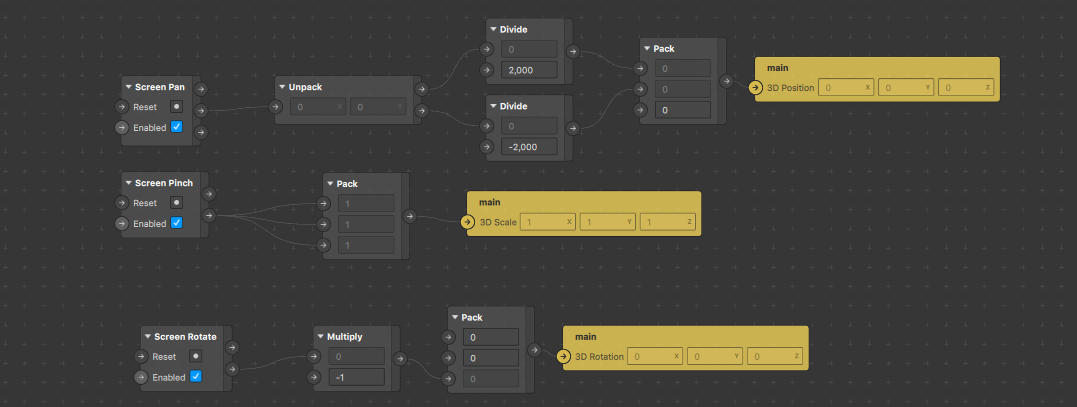 Screen Pan
Reset
Enabled
Unpack
0 X 0 Y
Divide
0
2,000
Divide
0
-2,000
Pack
0
0
0
main
3D Position 0 X 0 Y 0 Z
Screen Pinch
Reset
Enabled
Pack
1
1
1
main
3D Scale 1 X 1 Y 1 Z
Screen Rotate
Reset
Enabled
Multiply
0
-1
Pack
0
0
0
main
3D Rotation 0 X 0 Y 0 Z